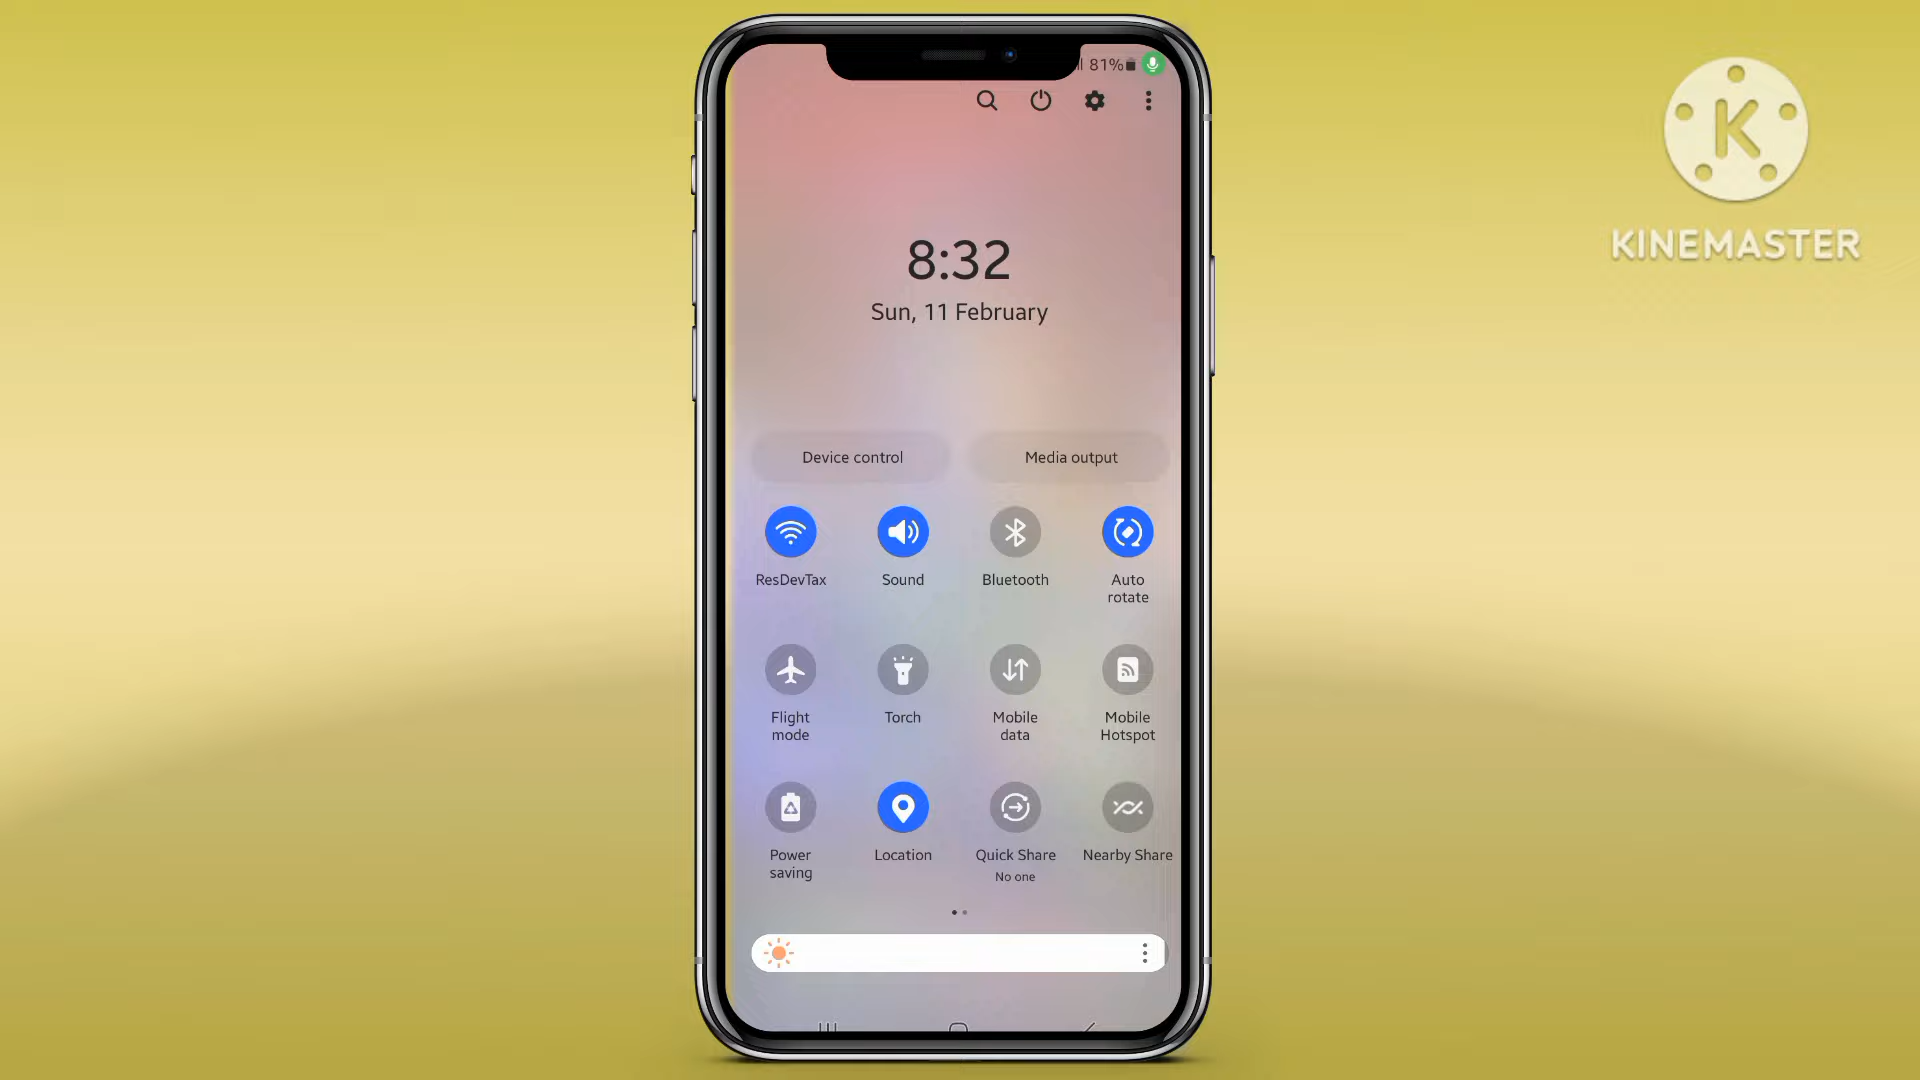 81%
K
KINEMASTER
8:32
Sun, 11 February
Device control
Media output
ResDevTax
Sound
Bluetooth
Auto
rotate
Flight
mode
Torch
Mobile
data
Mobile
Hotspot
Power
saving
Location
Quick Share
No one
Nearby Share